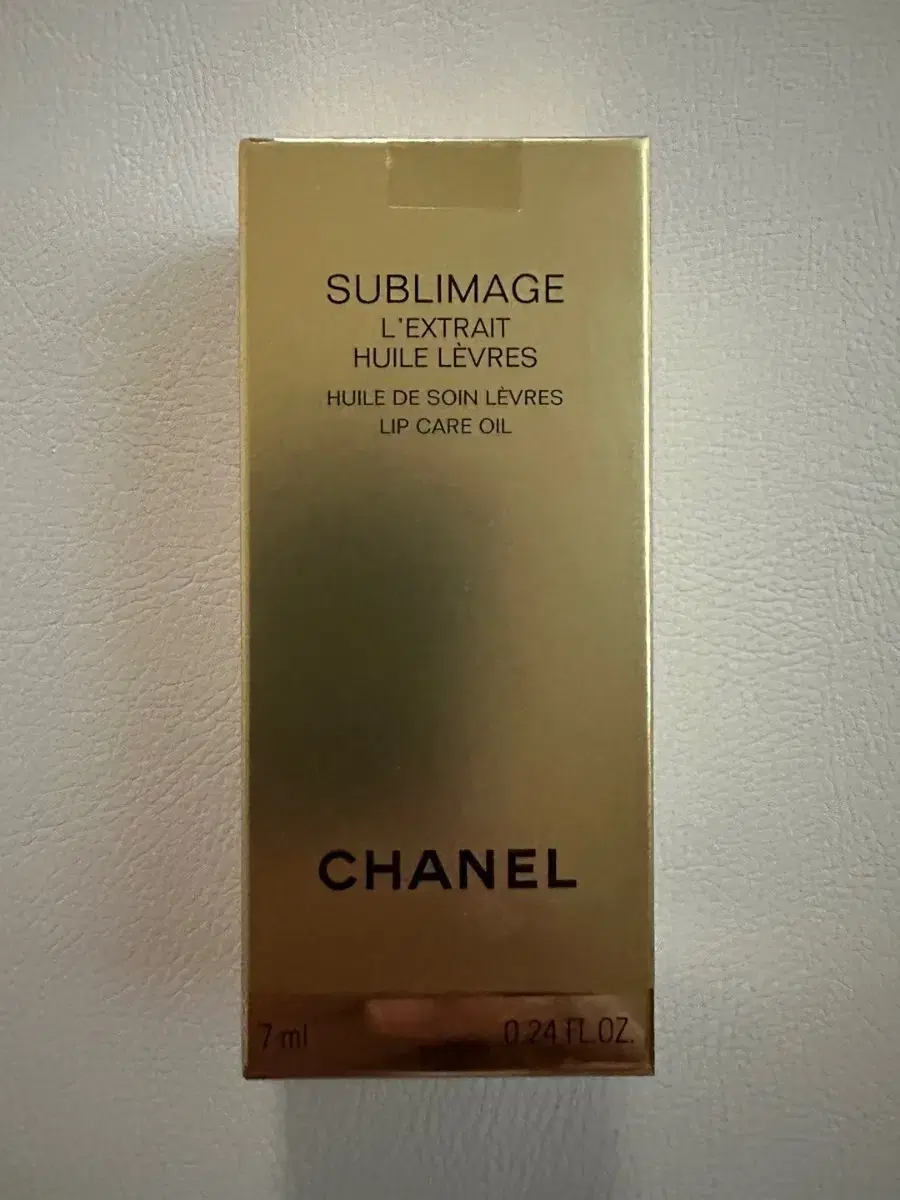 SUBLIMAGE
L'EXTRAIT
HUILE LÈVRES
HUILE DE SOIN LÈVRES
LIP CARE OIL
CHANEL
7 ml 0.24 FL.OZ.